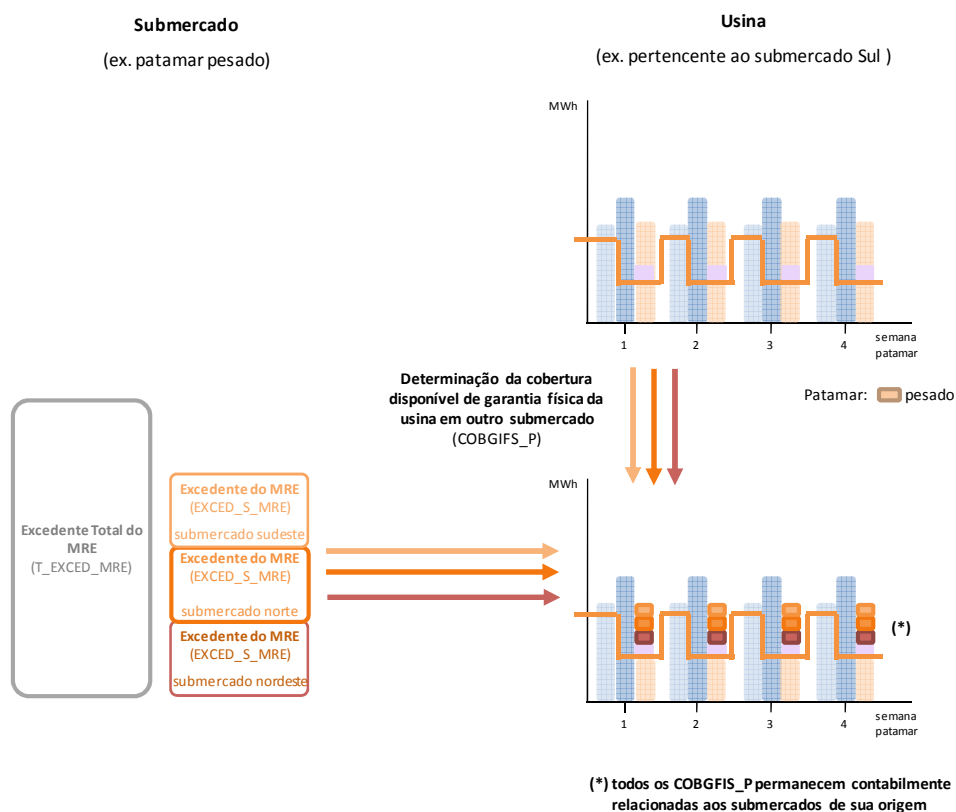 Submercado
(ex. patamar pesado)
Usina
(ex. pertencente ao submercado Sul )
MWh
1
2
3
4
semana
patamar
Determinação da cobertura
disponível de garantia física da
usina em outro submercado
(COBGIFS_P)
Patamar:
pesado
Excedente Total do
MRE
(T_EXCED_MRE)
Excedente do MRE
(EXCED_S_MRE)
submercado sudeste
Excedente do MRE
(EXCED_S_MRE)
submercado norte
Excedente do MRE
(EXCED_S_MRE)
submercado nordeste
MWh
(*)
1
2
3
4
semana
patamar
(*) todos os COBGFIS_P permanecem contabilmente
relacionadas aos submercados de sua origem